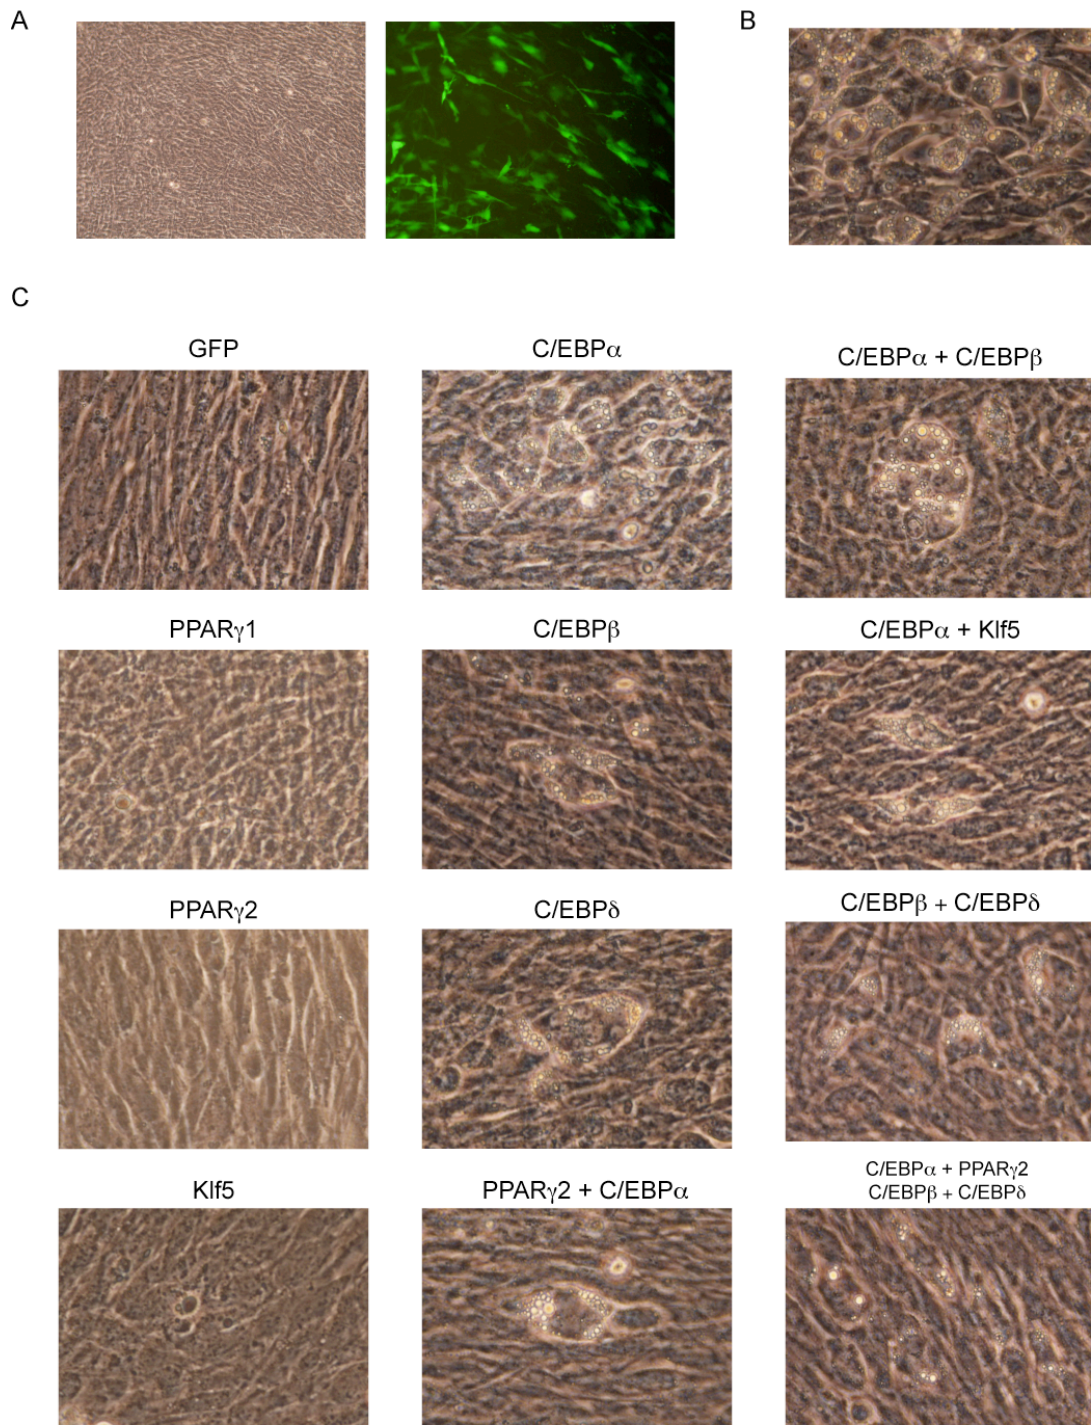 A
B
C
GFP
C/EBPα
C/EBPα + C/EBPβ
PPARγ1
C/EBPβ
C/EBPα + Klf5
PPARγ2
C/EBPδ
C/EBPβ + C/EBPδ
Klf5
PPARγ2 + C/EBPα
C/EBPα + PPARγ2
C/EBPβ + C/EBPδ